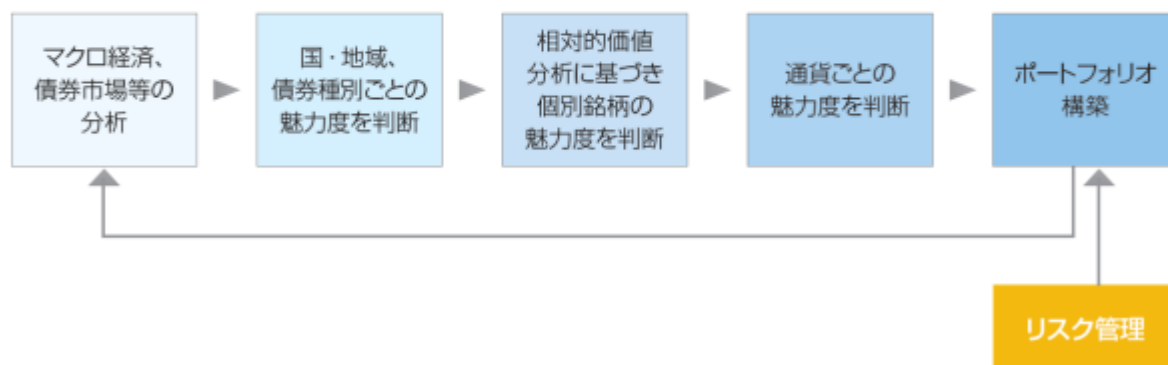 マクロ経済、
債券市場等の
分析
国・地域、
債券種別ごとの
魅力度を判断
相対的価値
分析に基づき
個別銘柄の
魅力度を判断
通貨ごとの
魅力度を判断
ポートフォリオ
構築
リスク管理